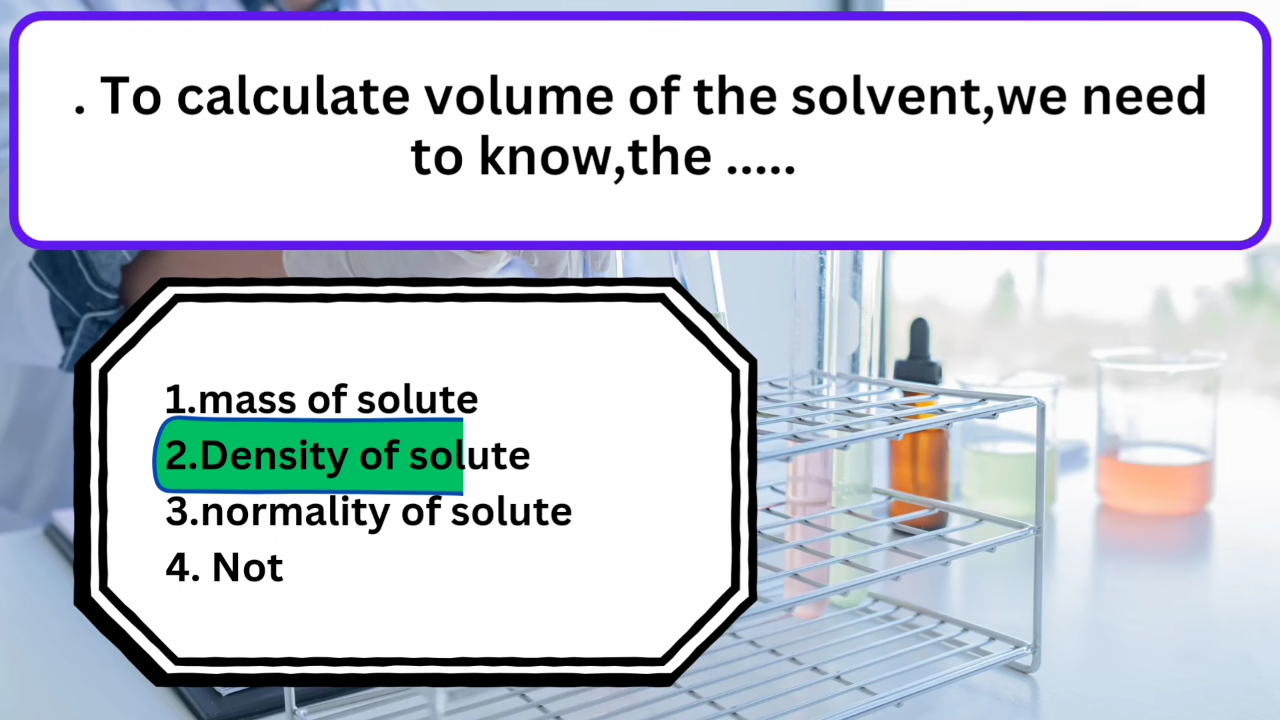 . To calculate volume of the solvent,we need
to know,the .....
1.mass of solute
2.Density of solute
3.normality of solute
4. Not